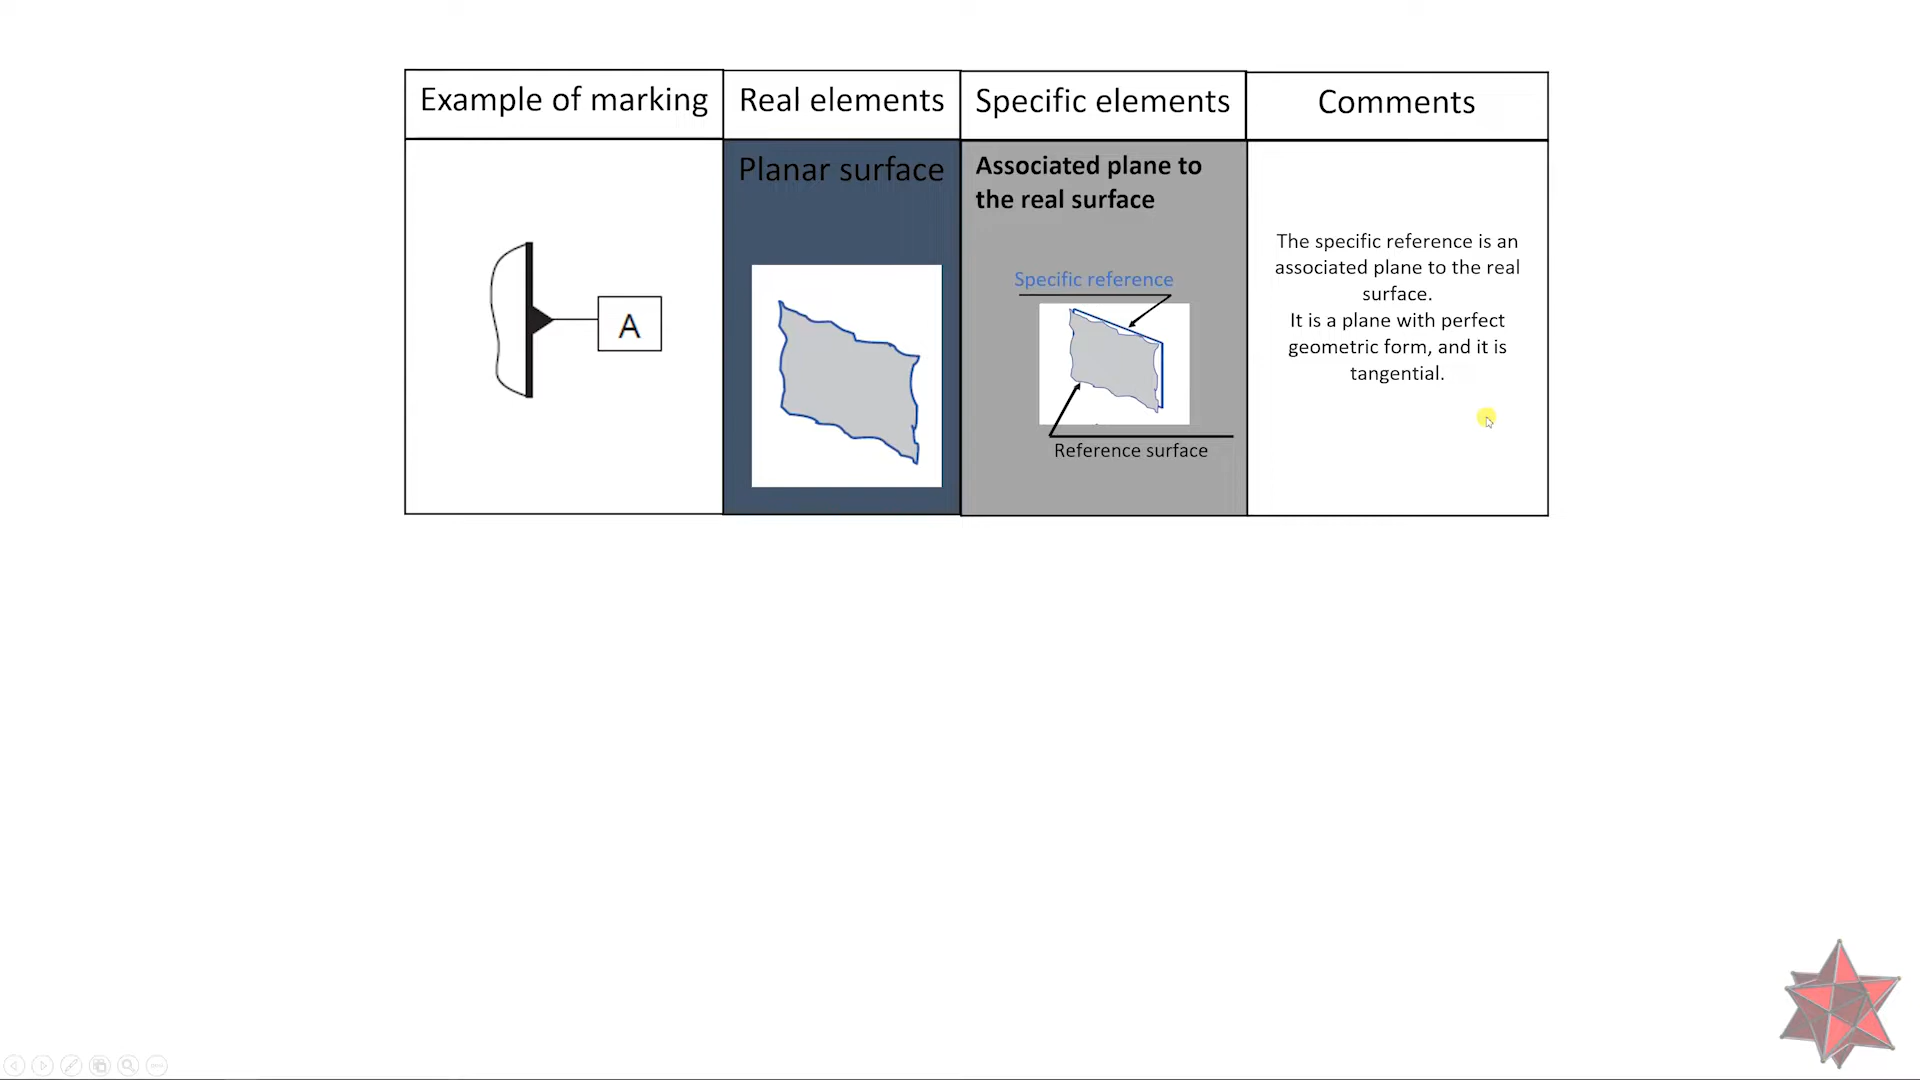 Example of marking
Real elements
Specific elements
Comments
A
Planar surface
Associated plane to
the real surface
Specific reference
Reference surface
The specific reference is an
associated plane to the real
surface.
It is a plane with perfect
geometric form, and it is
tangential.